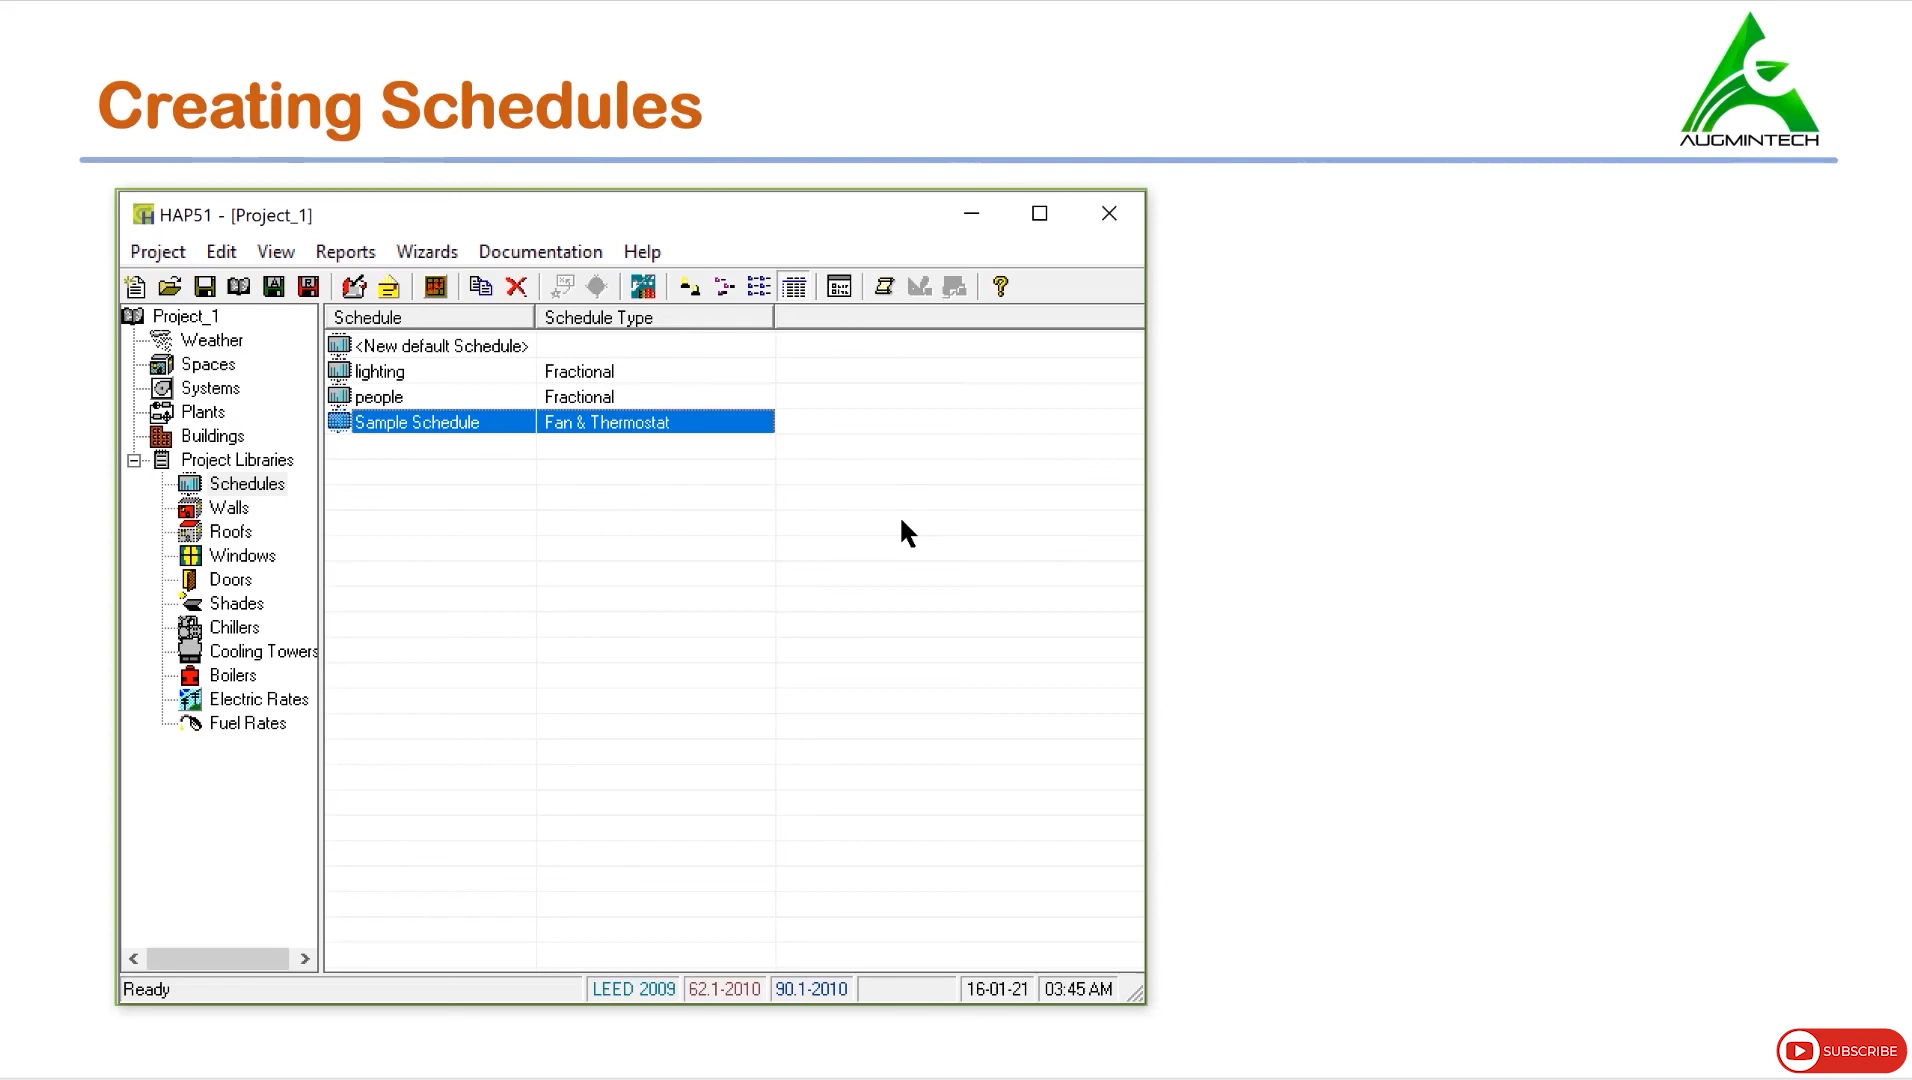 Creating Schedules
AUGMINTECH
HAP51 - [Project_1]
Project Edit View Reports Wizards Documentation Help
Project_1
Weather
Spaces
Systems
Plants
Buildings
Project Libraries
Schedules
Walls
Roofs
Windows
Doors
Shades
Chillers
Cooling Towers
Boilers
Electric Rates
Fuel Rates
Schedule Schedule Type
<New default Schedule>
lighting Fractional
people Fractional
Sample Schedule Fan & Thermostat
Ready LEED 2009 62.1-2010 90.1-2010 16-01-21 03:45 AM
SUBSCRIBE